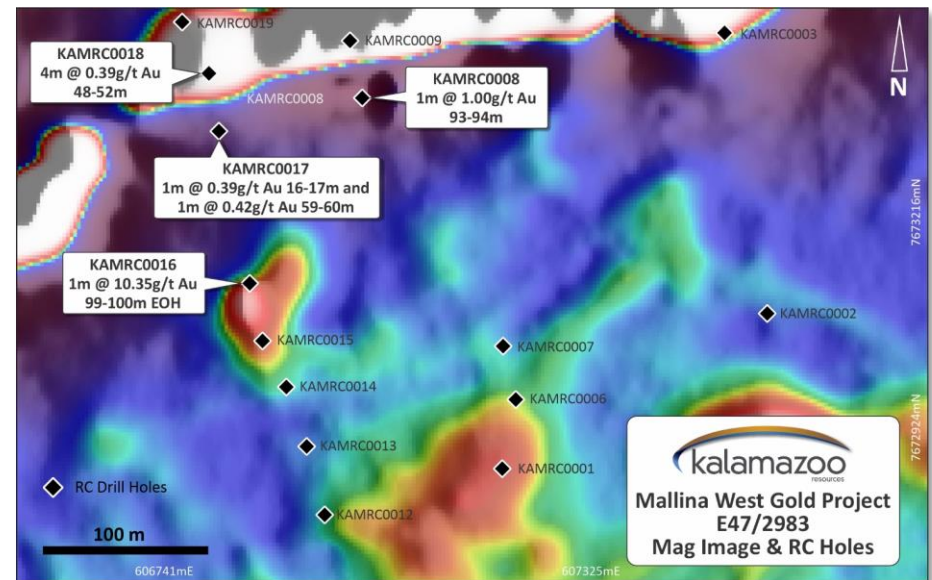 KAMRC0019
KAMRC0009
KAMRC0003
KAMRC0018
4m @ 0.39g/t Au
48-52m
KAMRC0008
KAMRC0008
1m @ 1.00g/t Au
93-94m
N
KAMRC0017
1m @ 0.39g/t Au 16-17m and
1m @ 0.42g/t Au 59-60m
7673216mN
KAMRC0016
1m @ 10.35g/t Au
99-100m EOH
KAMRC0002
KAMRC0015
KAMRC0007
KAMRC0014
KAMRC0006
7672924mN
KAMRC0013
KAMRC0001
KAMRC0012
RC Drill Holes
100 m
606741mE
607325mE
kalamazoo
resources
Mallina West Gold Project
E47/2983
Mag Image & RC Holes